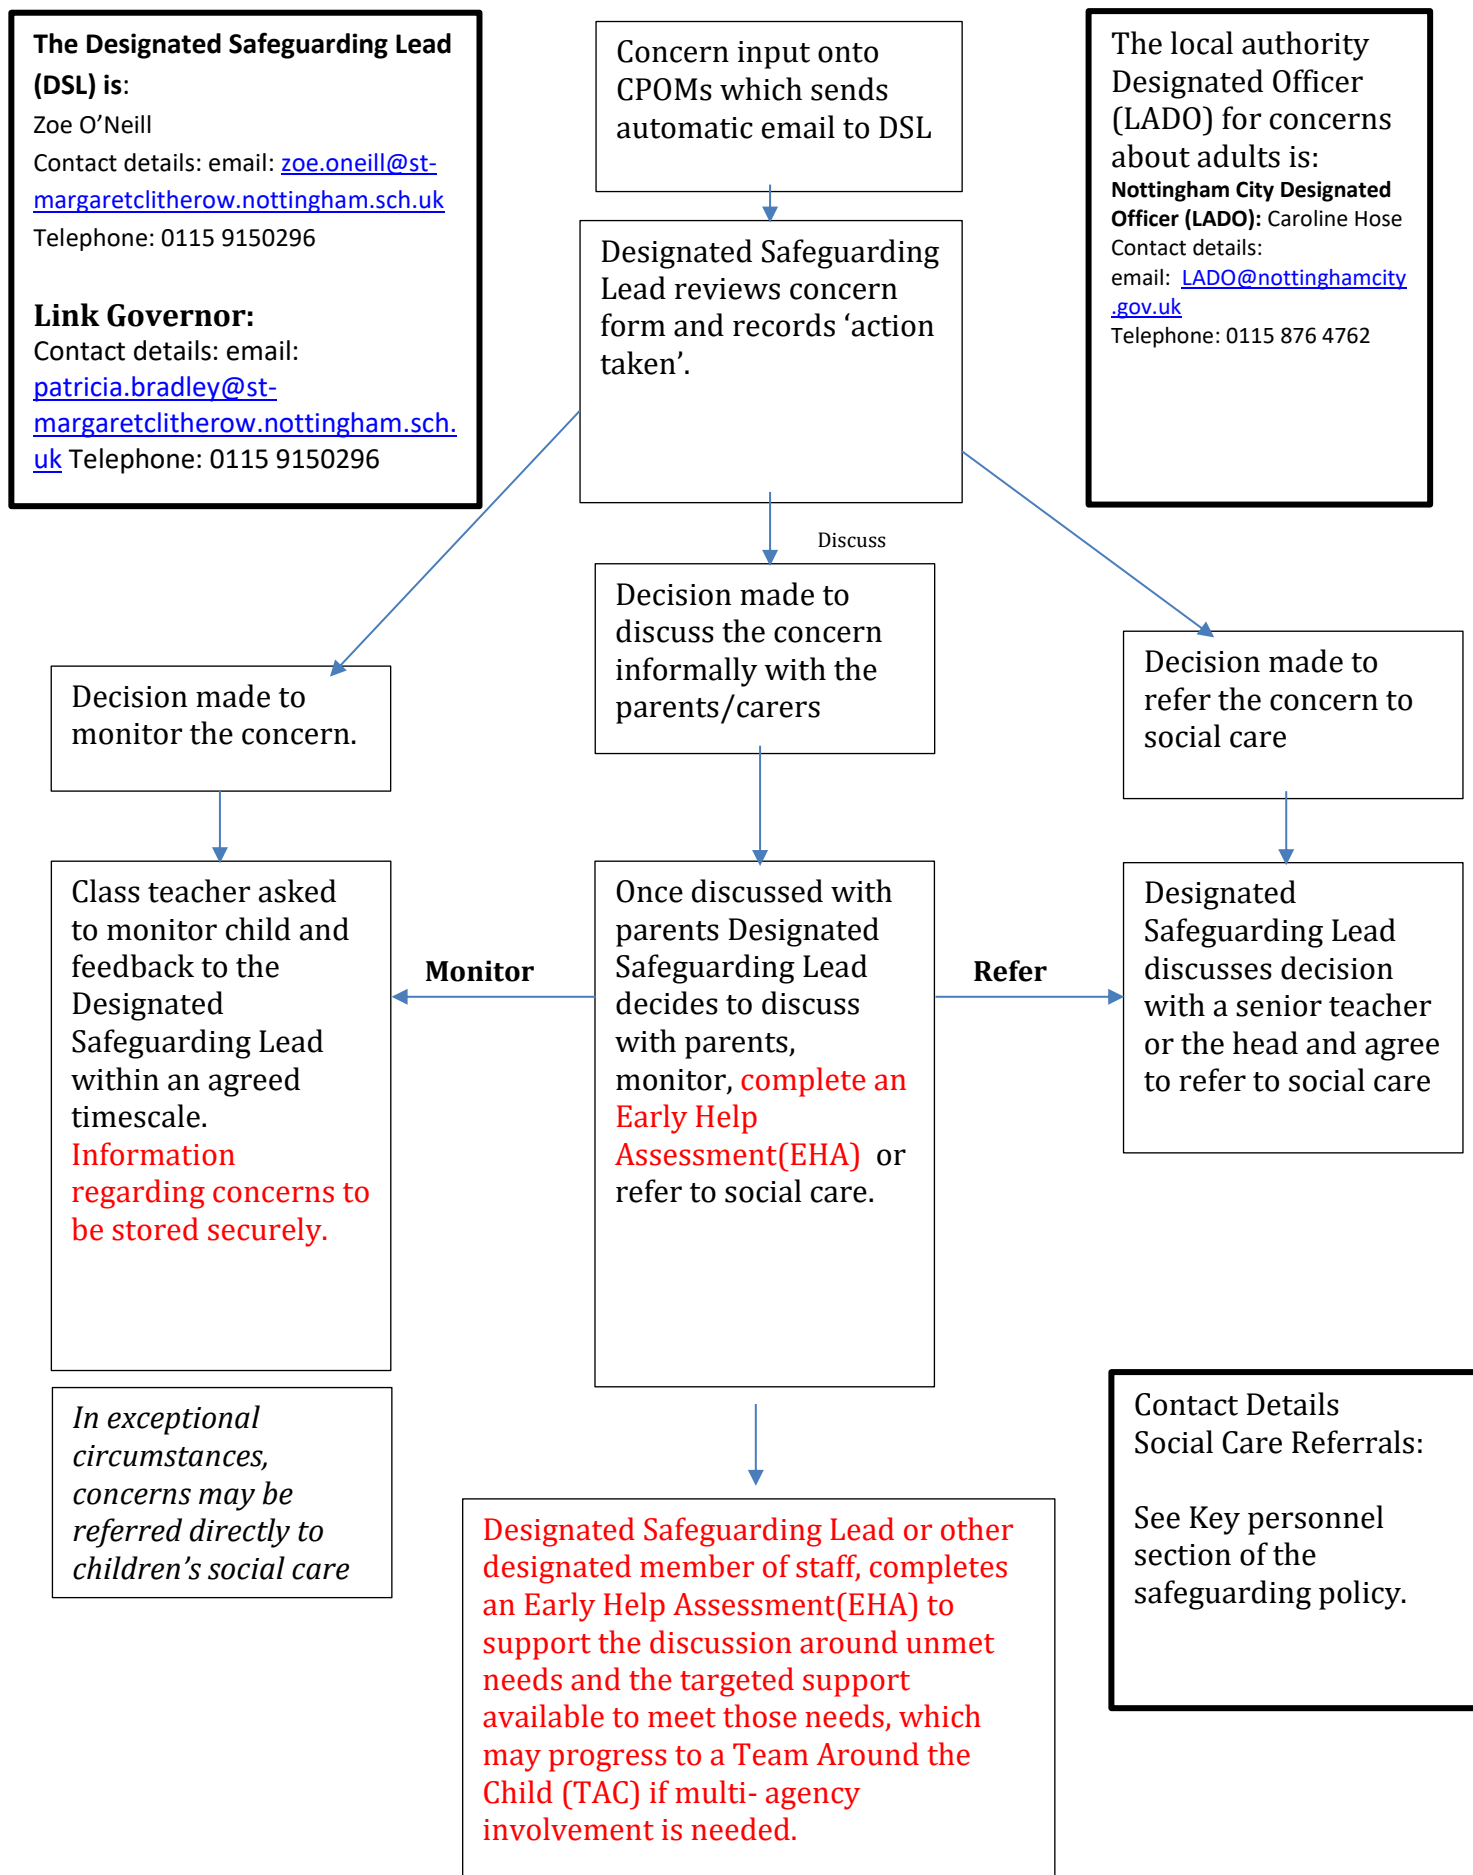 The Designated Safeguarding Lead
(DSL) is:
Zoe O’Neill
Contact details: email: zoe.oneill@st-
margaretclitherow.nottingham.sch.uk
Telephone: 0115 9150296
Link Governor:
Contact details: email:
patricia.bradley@st-
margaretclitherow.nottingham.sch.
uk Telephone: 0115 9150296
Concern input onto
CPOMs which sends
automatic email to DSL
The local authority
Designated Officer
(LADO) for concerns
about adults is:
Nottingham City Designated
Officer (LADO): Caroline Hose
Contact details:
email: LADO@nottinghamcity
.gov.uk
Telephone: 0115 876 4762
Designated Safeguarding
Lead reviews concern
form and records ‘action
taken’.
Discuss
Decision made to
monitor the concern.
Decision made to
discuss the concern
informally with the
parents/carers
Decision made to
refer the concern to
social care
Class teacher asked
to monitor child and
feedback to the
Designated
Safeguarding Lead
within an agreed
timescale.
Information
regarding concerns to
be stored securely.
Monitor
Once discussed with
parents Designated
Safeguarding Lead
decides to discuss
with parents,
monitor, complete an
Early Help
Assessment(EHA) or
refer to social care.
Refer
Designated
Safeguarding Lead
discusses decision
with a senior teacher
or the head and agree
to refer to social care
In exceptional
circumstances,
concerns may be
referred directly to
children’s social care
Contact Details
Social Care Referrals:
See Key personnel
section of the
safeguarding policy.
Designated Safeguarding Lead or other
designated member of staff, completes
an Early Help Assessment(EHA) to
support the discussion around unmet
needs and the targeted support
available to meet those needs, which
may progress to a Team Around the
Child (TAC) if multi- agency
involvement is needed.